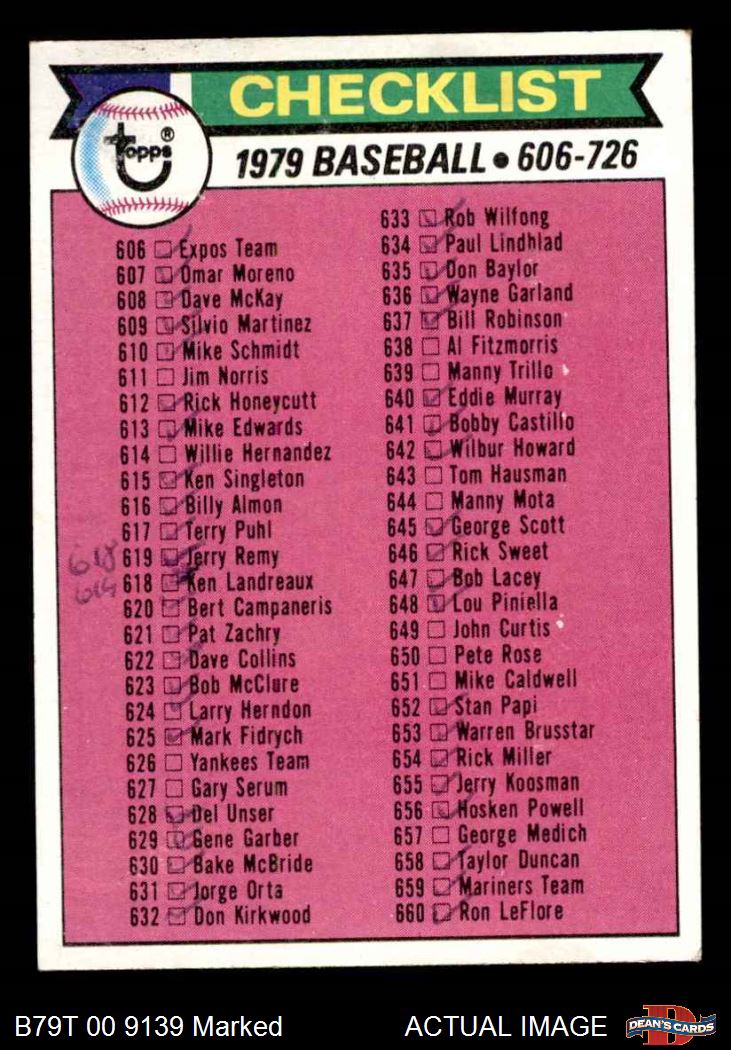 CHECKLIST
Topps®
1979 BASEBALL • 606-726
606 Expos Team
607 Omar Moreno
608 Dave McKay
609 Silvio Martinez
610 Mike Schmidt
611 Jim Norris
612 Rick Honeycutt
613 Mike Edwards
614 Willie Hernandez
615 Ken Singleton
616 Billy Almon
617 Terry Puhl
618
619 Jerry Remy
619
618 Ken Landreaux
620 Bert Campaneris
621 Pat Zachry
622 Dave Collins
623 Bob McClure
624 Larry Herndon
625 Mark Fidrych
626 Yankees Team
627 Gary Serum
628 Del Unser
629 Gene Garber
630 Bake McBride
631 Jorge Orta
632 Don Kirkwood
633 Rob Wilfong
634 Paul Lindhlad
635 Don Baylor
636 Wayne Garland
637 Bill Robinson
638 Al Fitzmorris
639 Manny Trillo
640 Eddie Murray
641 Bobby Castillo
642 Wilbur Howard
643 Tom Hausman
644 Manny Mota
645 George Scott
646 Rick Sweet
647 Bob Lacey
648 Lou Piniella
649 John Curtis
650 Pete Rose
651 Mike Caldwell
652 Stan Papi
653 Warren Brusstar
654 Rick Miller
655 Jerry Koosman
656 Hosken Powell
657 George Medich
658 Taylor Duncan
659 Mariners Team
660 Ron LeFlore
B79T 00 9139 Marked
ACTUAL IMAGE
DEAN'S CARDS